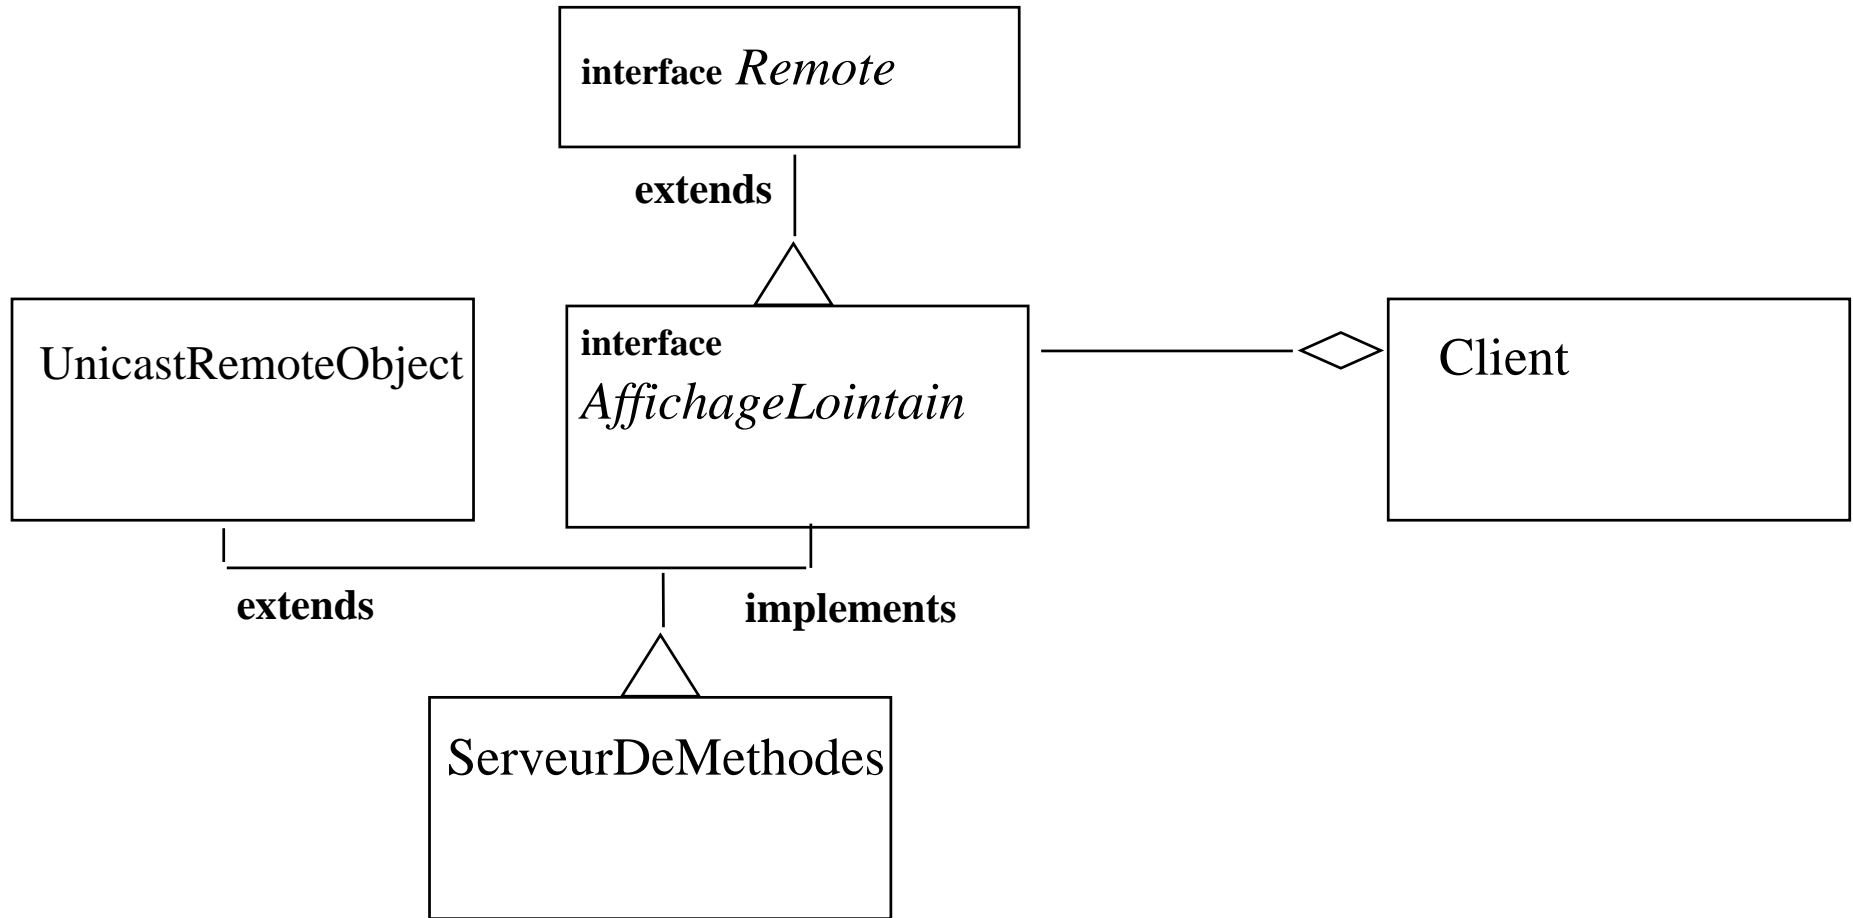 interface Remote
extends
UnicastRemoteObject
interface
AffichageLointain
Client
extends
implements
ServeurDeMethodes